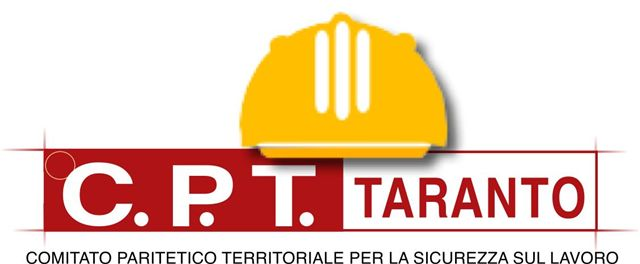 C.P.T. TARANTO
COMITATO PARITETICO TERRITORIALE PER LA SICUREZZA SUL LAVORO